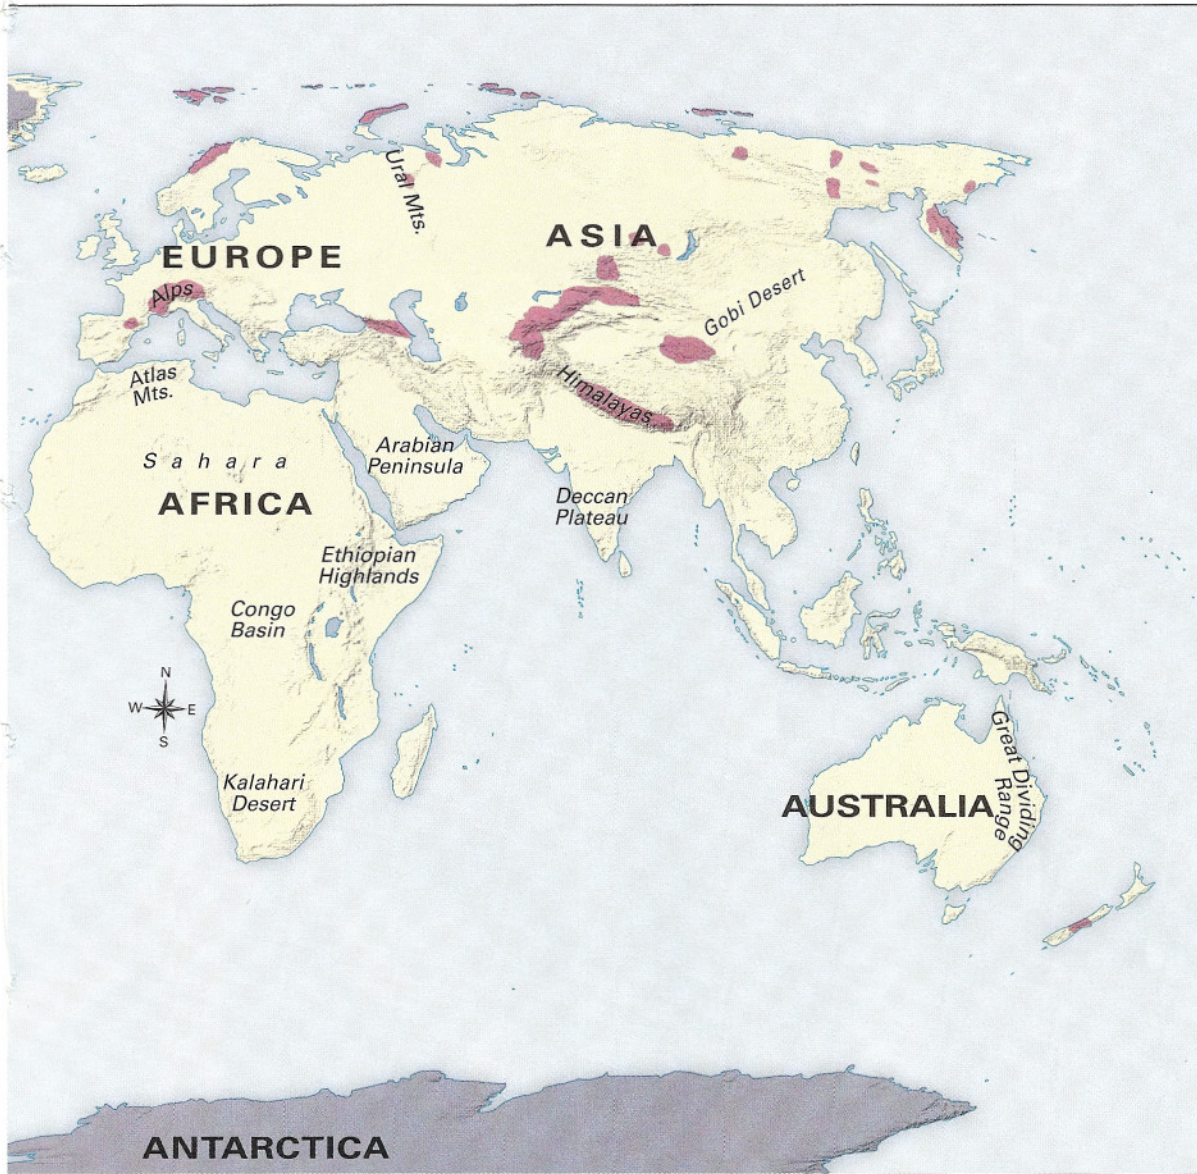 Ural Mts.
ASIA
EUROPE
Alps
Gobi Desert
Atlas
Mts.
Himalayas
Arabian
Peninsula
Sahara
AFRICA
Deccan
Plateau
Ethiopian
Highlands
Congo
Basin
N
W
E
S
Great Dividing
Range
Kalahari
Desert
AUSTRALIA
ANTARCTICA